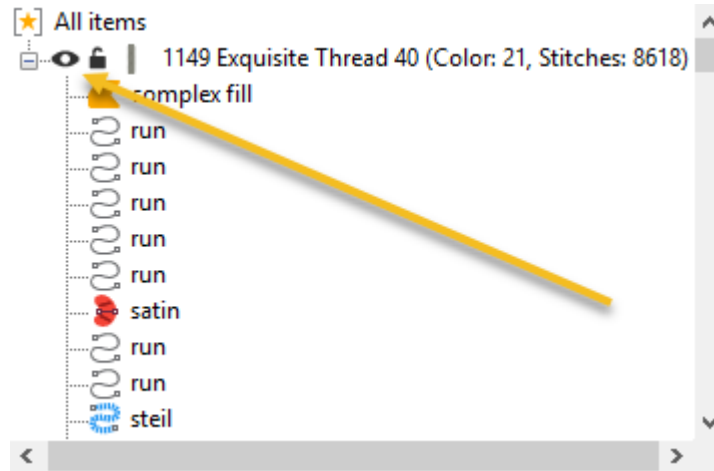 All items
1149 Exquisite Thread 40 (Color: 21, Stitches: 8618)
complex fill
run
run
run
run
run
satin
run
run
steil